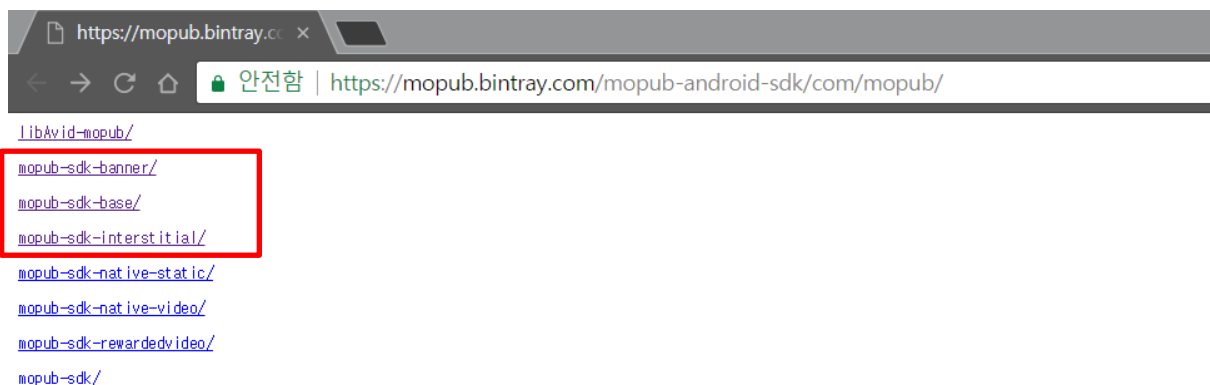 https://mopub.bintray.cc
안전함 | https://mopub.bintray.com/mopub-android-sdk/com/mopub/
libAvid-mopub/
mopub-sdk-banner/
mopub-sdk-base/
mopub-sdk-interstitial/
mopub-sdk-native-static/
mopub-sdk-native-video/
mopub-sdk-rewardedvideo/
mopub-sdk/